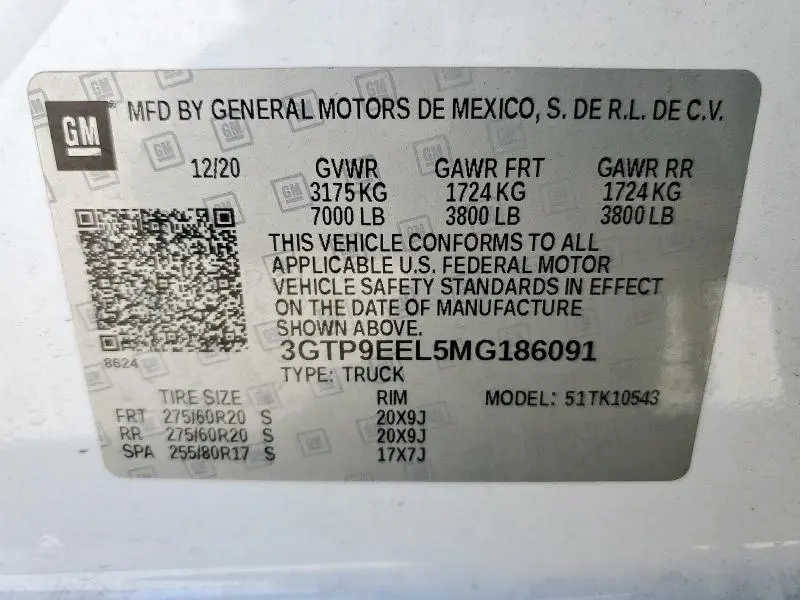 GM MFD BY GENERAL MOTORS DE MEXICO, S. DE R.L. DE C.V.
12/20 GVWR GAWR FRT GAWR RR
3175 KG 1724 KG 1724 KG
7000 LB 3800 LB 3800 LB
THIS VEHICLE CONFORMS TO ALL
APPLICABLE U.S. FEDERAL MOTOR
VEHICLE SAFETY STANDARDS IN EFFECT
ON THE DATE OF MANUFACTURE
SHOWN ABOVE.
8624
3GTP9EEL5MG186091
TYPE: TRUCK
TIRE SIZE RIM MODEL: 51TK10543
FRT 275/60R20 S 20X9J
RR 275/60R20 S 20X9J
SPA 255/80R17 S 17X7J